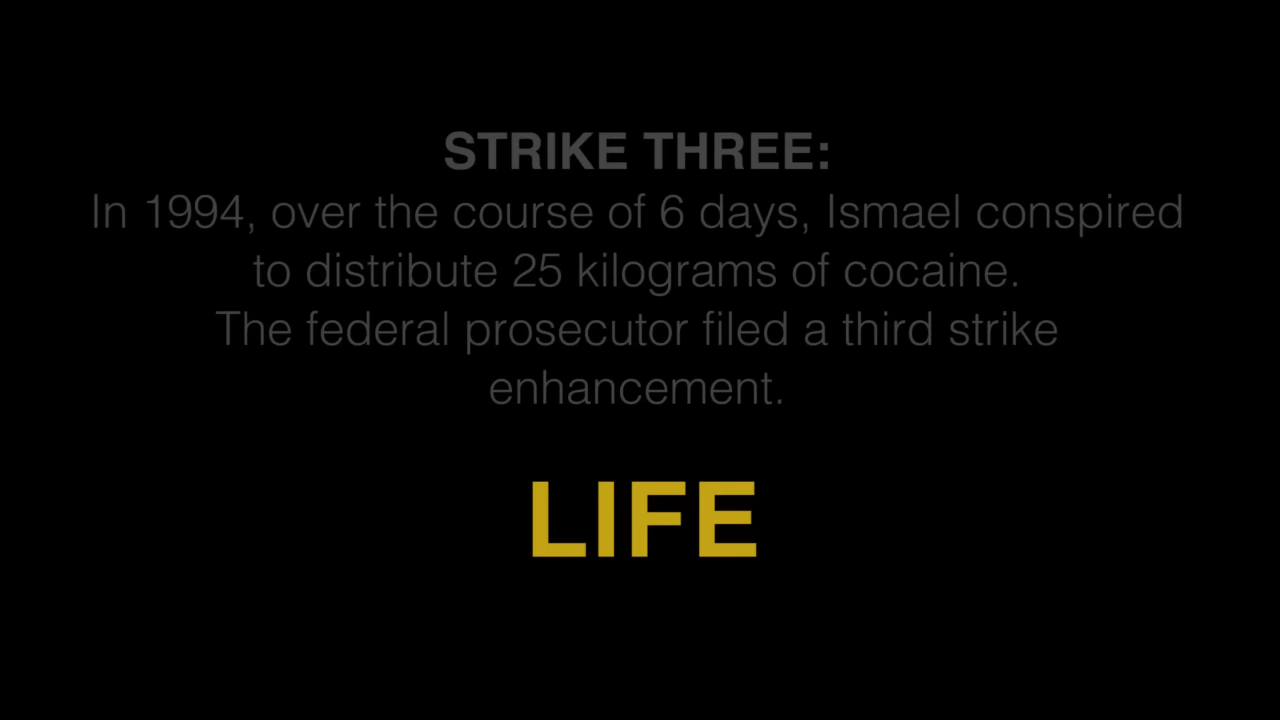 STRIKE THREE:
In 1994, over the course of 6 days, Ismael conspired
to distribute 25 kilograms of cocaine.
The federal prosecutor filed a third strike
enhancement.
LIFE